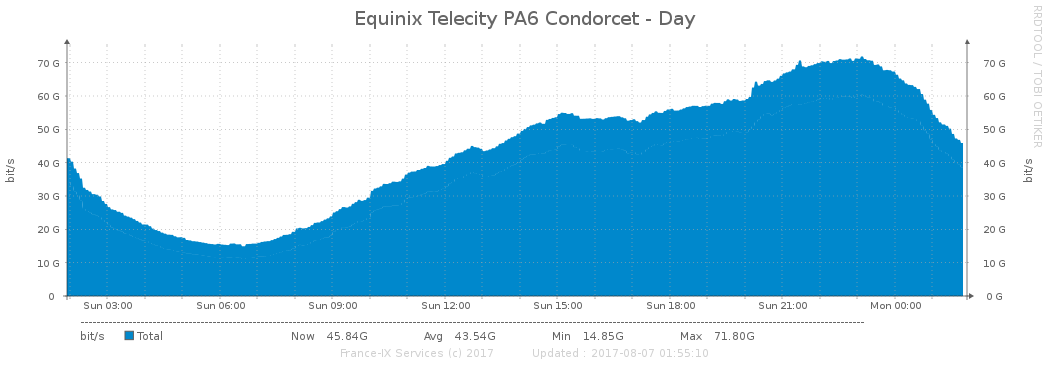 Equinix Telecity PA6 Condorcet - Day
RRDTOOL / TOBI OETIKER
bit/s
bit/s
70 G 70 G
60 G 60 G
50 G 50 G
40 G 40 G
30 G 30 G
20 G 20 G
10 G 10 G
0 0 G
Sun 03:00 Sun 06:00 Sun 09:00 Sun 12:00 Sun 15:00 Sun 18:00 Sun 21:00 Mon 00:00
bit/s Total Now 45.84G Avg 43.54G Min 14.85G Max 71.80G
France-IX Services (c) 2017 Updated : 2017-08-07 01:55:10